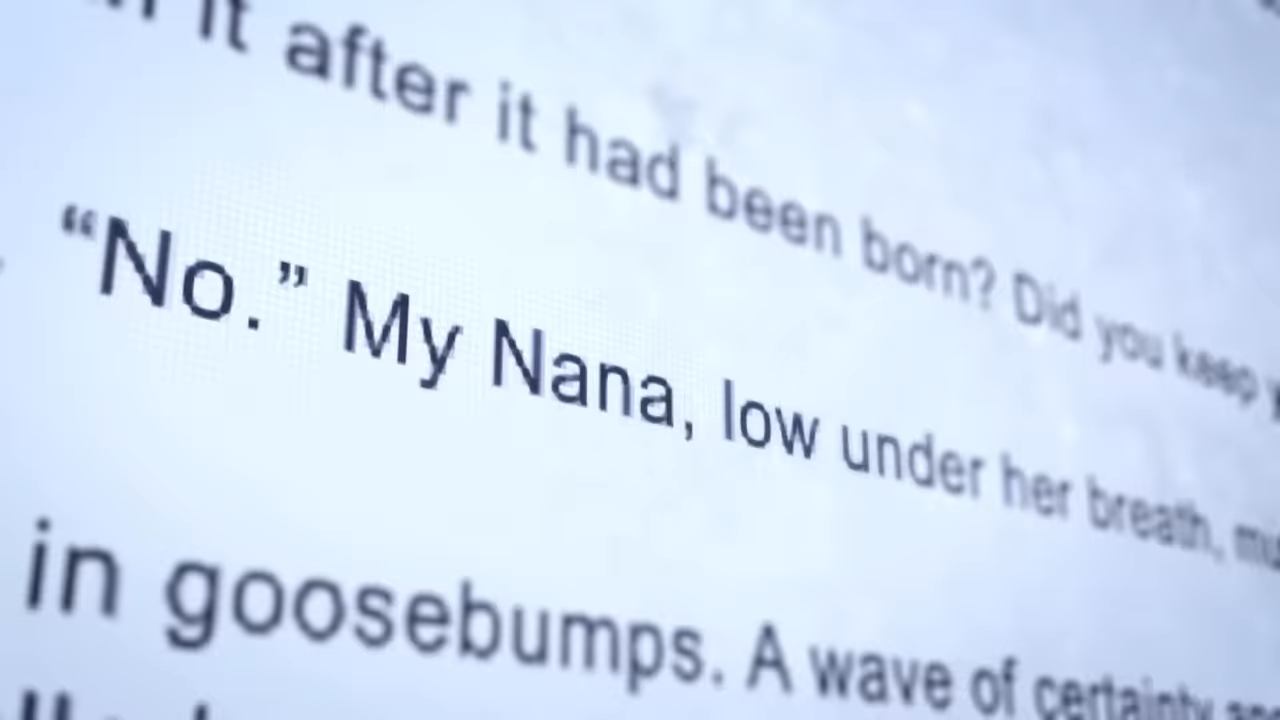 it after it had been born? Did you keep
“No.” My Nana, low under her breath,
in goosebumps. A wave of certainty